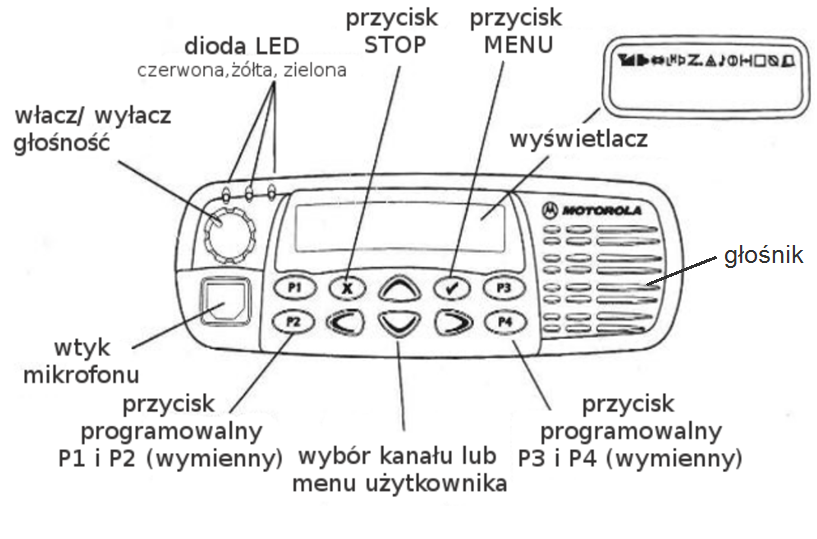 przycisk
STOP
przycisk
MENU
dioda LED
czerwona,żółta, zielona
włacz/ wyłacz
głośność
wyświetlacz
MOTOROLA
głośnik
P1
X
P3
P2
P4
wtyk
mikrofonu
przycisk
programowalny
P1 i P2 (wymienny)
wybór kanału lub
menu użytkownika
przycisk
programowalny
P3 i P4 (wymienny)